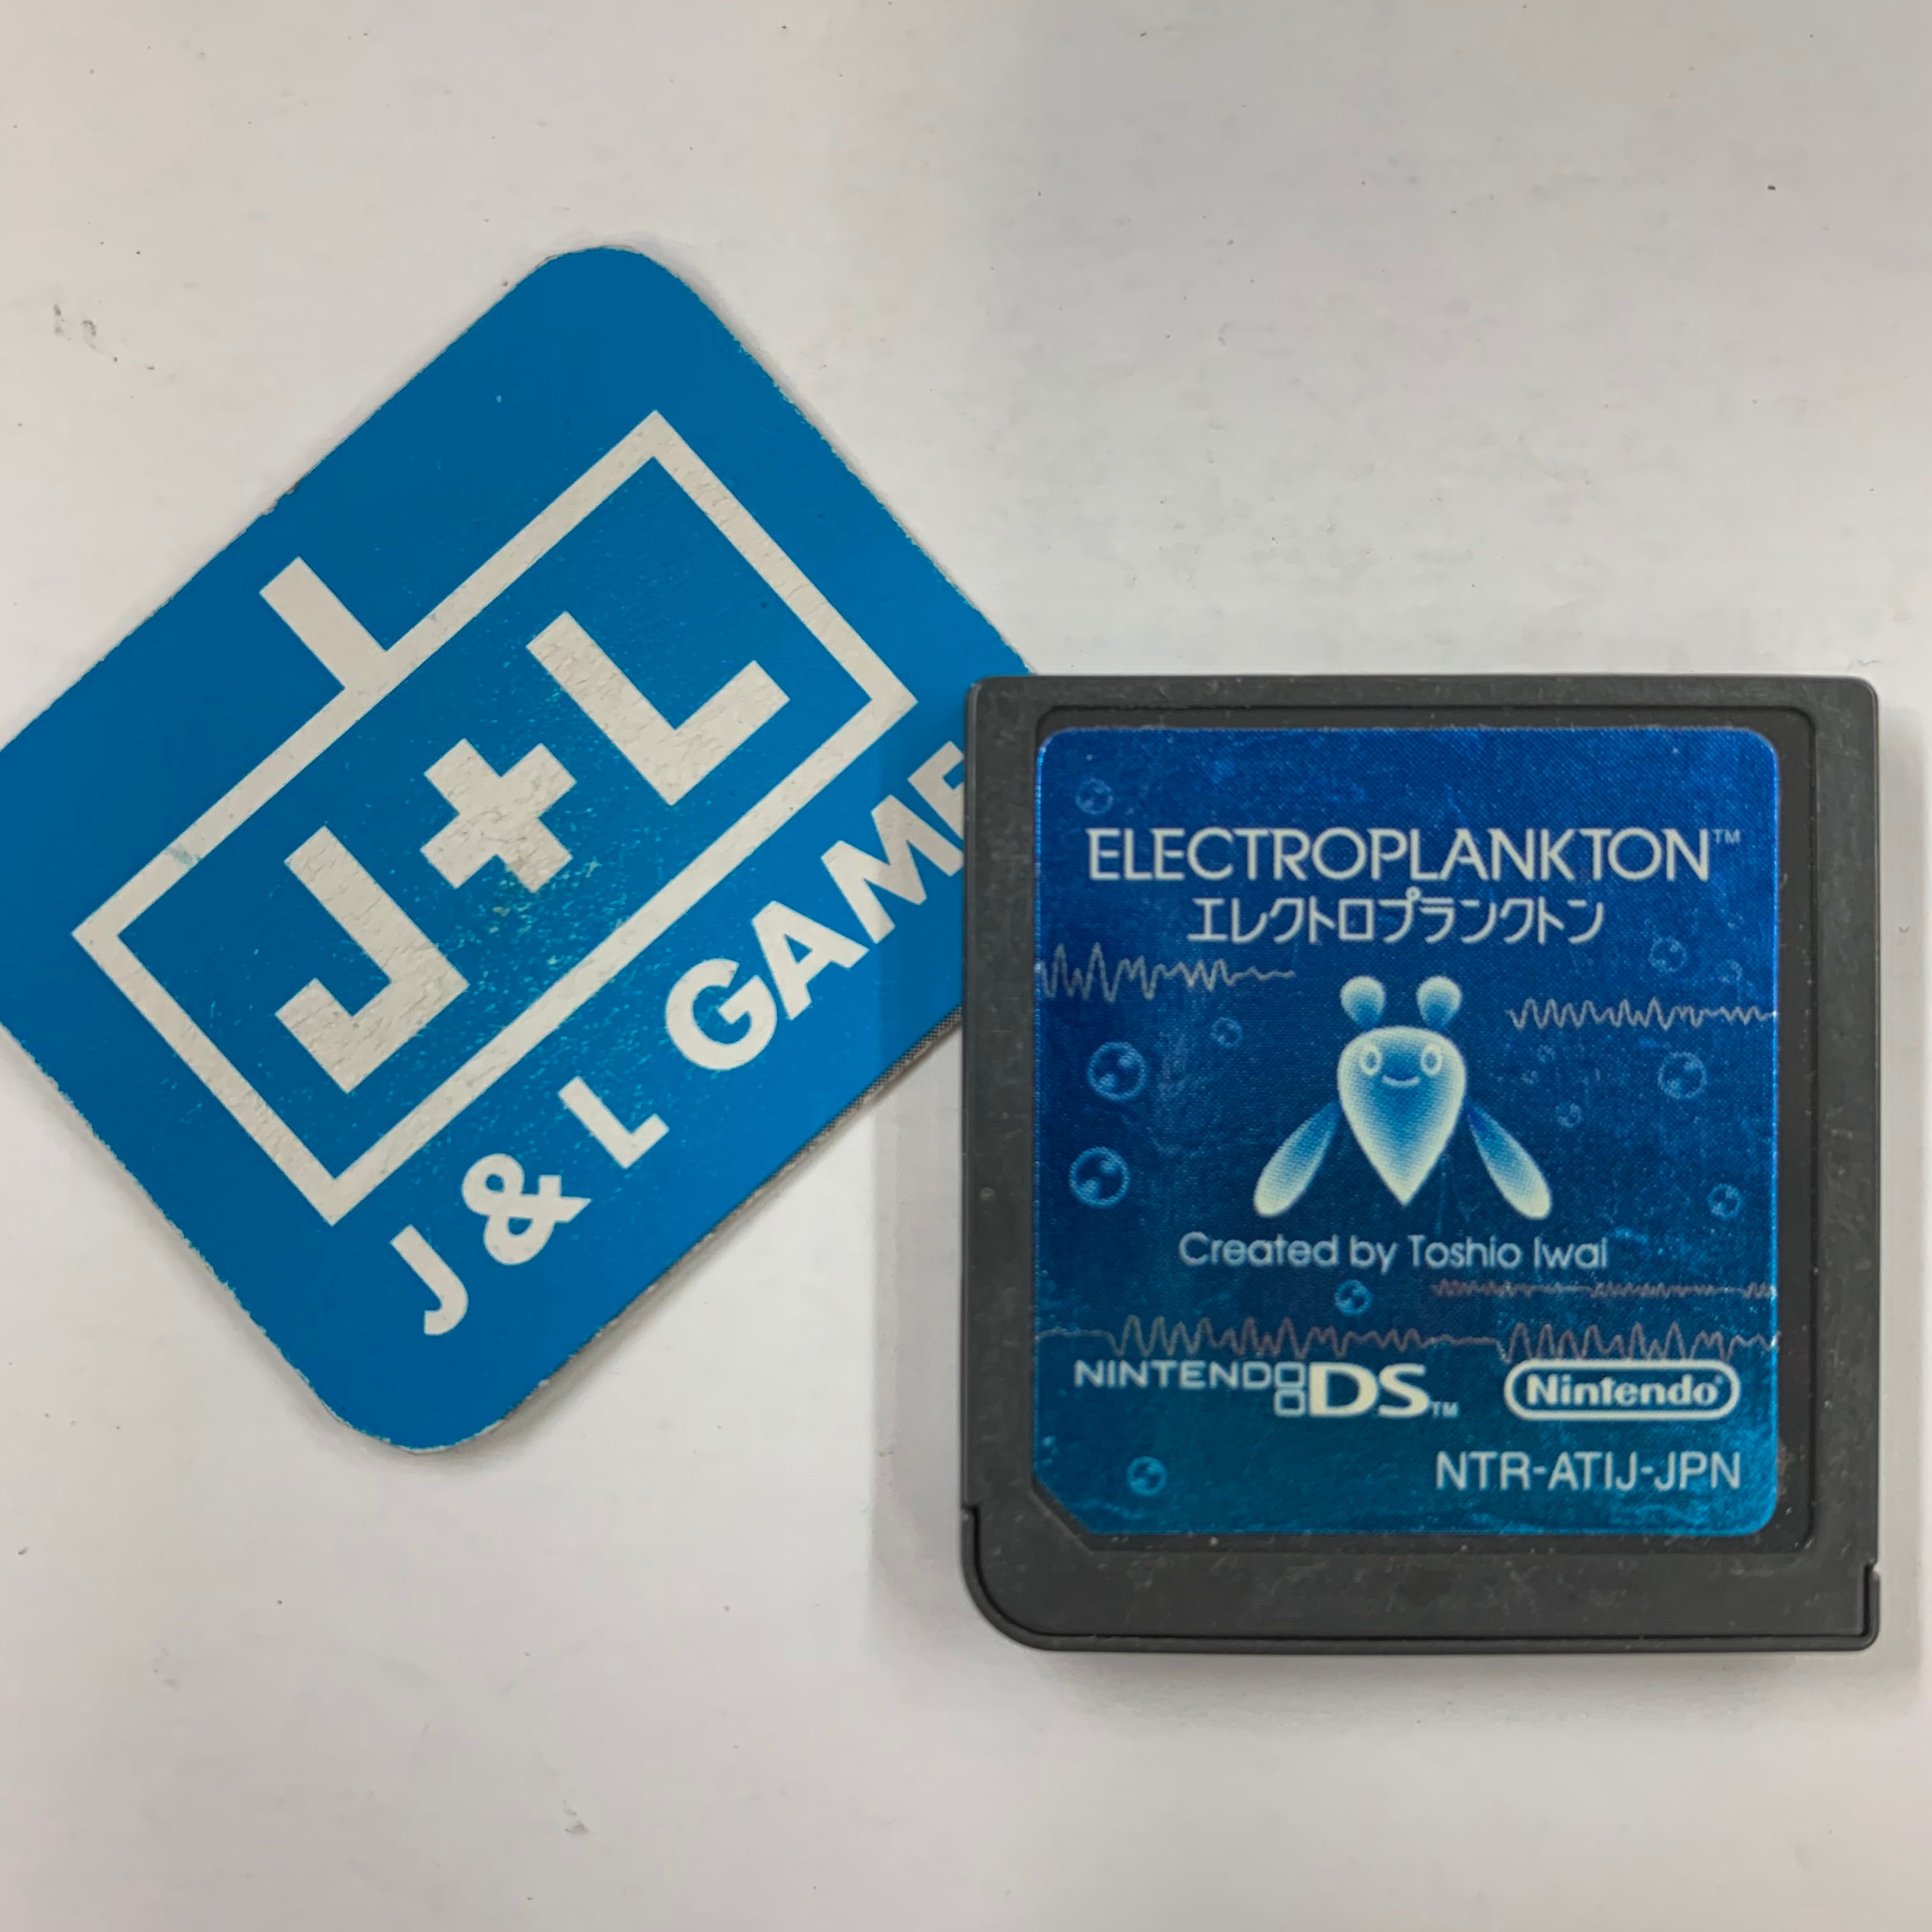 J+L
J & L GAME
ELECTROPLANKTON™
エレクトロプランクトン
Created by Toshio Iwai
NINTENDO DS™
Nintendo®
NTR-ATIJ-JPN